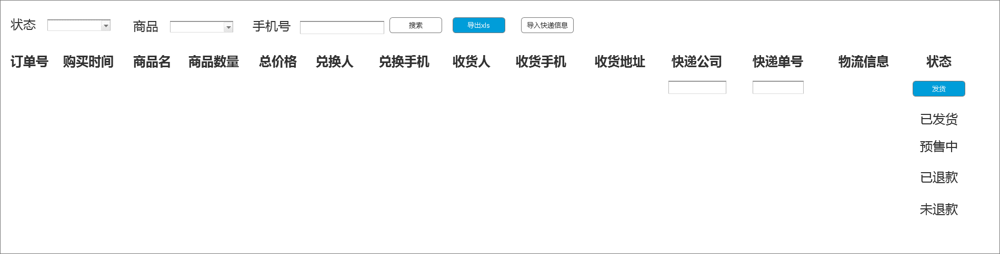 状态 商品 手机号 搜索 导出xls 导入快递信息
订单号 购买时间 商品名 商品数量 总价格 兑换人 兑换手机 收货人 收货手机 收货地址 快递公司 快递单号 物流信息 状态
发货
已发货
预售中
已退款
未退款